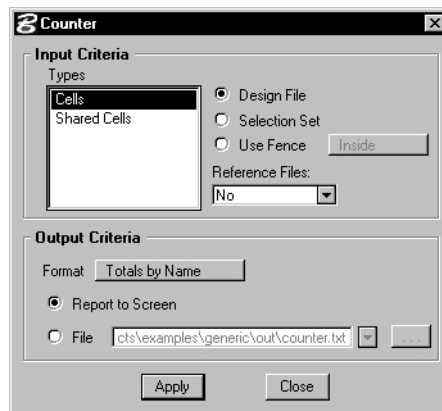 Counter
Input Criteria
Types
Cells
Shared Cells
Design File
Selection Set
Use Fence Inside
Reference Files:
No
Output Criteria
Format Totals by Name
Report to Screen
File cts\examples\generic\out\counter.txt ...
Apply Close